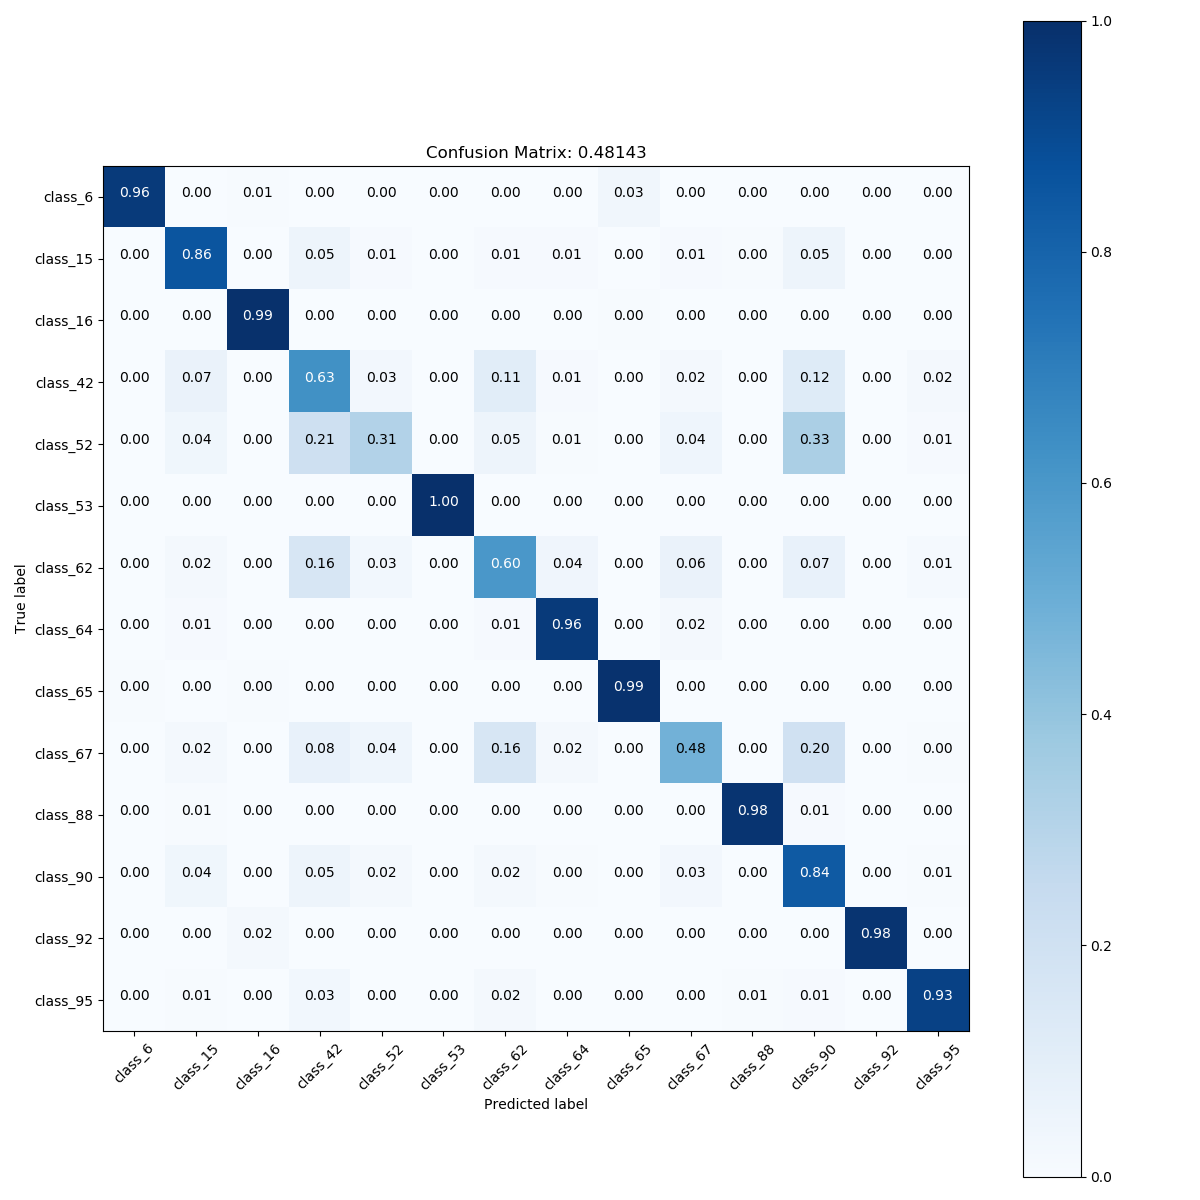 Confusion Matrix: 0.48143
1.0
class_6 0.96 0.00 0.01 0.00 0.00 0.00 0.00 0.00 0.03 0.00 0.00 0.00 0.00 0.00
class_15 0.00 0.86 0.00 0.05 0.01 0.00 0.01 0.01 0.00 0.01 0.00 0.05 0.00 0.00
0.8
class_16 0.00 0.00 0.99 0.00 0.00 0.00 0.00 0.00 0.00 0.00 0.00 0.00 0.00 0.00
class_42 0.00 0.07 0.00 0.63 0.03 0.00 0.11 0.01 0.00 0.02 0.00 0.12 0.00 0.02
class_52 0.00 0.04 0.00 0.21 0.31 0.00 0.05 0.01 0.00 0.04 0.00 0.33 0.00 0.01
0.6
class_53 0.00 0.00 0.00 0.00 0.00 1.00 0.00 0.00 0.00 0.00 0.00 0.00 0.00 0.00
class_62 0.00 0.02 0.00 0.16 0.03 0.00 0.60 0.04 0.00 0.06 0.00 0.07 0.00 0.01
True label
class_64 0.00 0.01 0.00 0.00 0.00 0.00 0.01 0.96 0.00 0.02 0.00 0.00 0.00 0.00
class_65 0.00 0.00 0.00 0.00 0.00 0.00 0.00 0.00 0.99 0.00 0.00 0.00 0.00 0.00
0.4
class_67 0.00 0.02 0.00 0.08 0.04 0.00 0.16 0.02 0.00 0.48 0.00 0.20 0.00 0.00
class_88 0.00 0.01 0.00 0.00 0.00 0.00 0.00 0.00 0.00 0.00 0.98 0.01 0.00 0.00
class_90 0.00 0.04 0.00 0.05 0.02 0.00 0.02 0.00 0.00 0.03 0.00 0.84 0.00 0.01
class_92 0.00 0.00 0.02 0.00 0.00 0.00 0.00 0.00 0.00 0.00 0.00 0.00 0.98 0.00
0.2
class_95 0.00 0.01 0.00 0.03 0.00 0.00 0.02 0.00 0.00 0.00 0.01 0.01 0.00 0.93
class_6 class_15 class_16 class_42 class_52 class_53 class_62 class_64 class_65 class_67 class_88 class_90 class_92 class_95
Predicted label
0.0